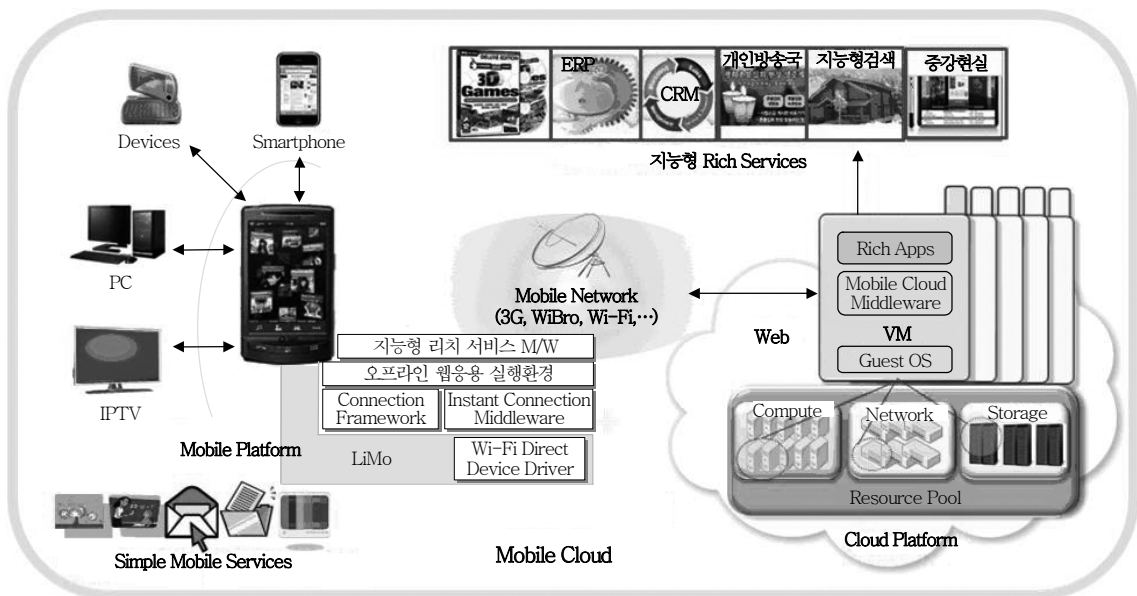 3D
Games
ERP
CRM
개인방송국
지능형검색
증강현실
지능형 Rich Services
Devices
Smartphone
PC
IPTV
Mobile Platform
Mobile Network
(3G, WiBro, Wi-Fi,⋯)
지능형 리치 서비스 M/W
오프라인 웹응용 실행환경
Connection
Framework
Instant Connection
Middleware
LiMo
Wi-Fi Direct
Device Driver
Simple Mobile Services
Mobile Cloud
Web
Rich Apps
Mobile Cloud
Middleware
VM
Guest OS
Compute
Network
Storage
Resource Pool
Cloud Platform